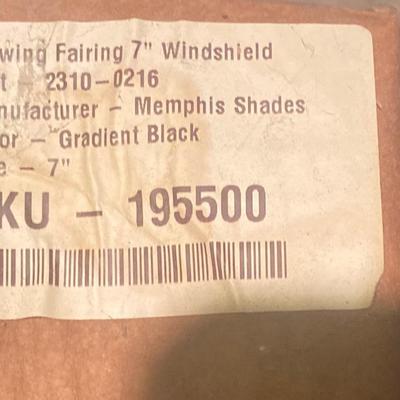 wing Fairing 7" Windshield
t - 2310-0216
nufacturer - Memphis Shades
or - Gradient Black
e - 7"
KU - 195500